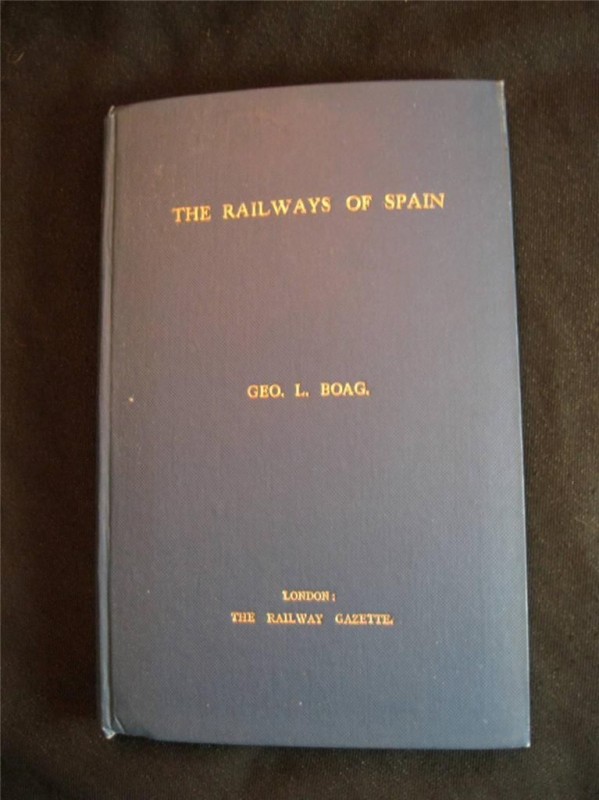 THE RAILWAYS OF SPAIN
GEO. L. BOAG.
LONDON:
THE RAILWAY GAZETTE.